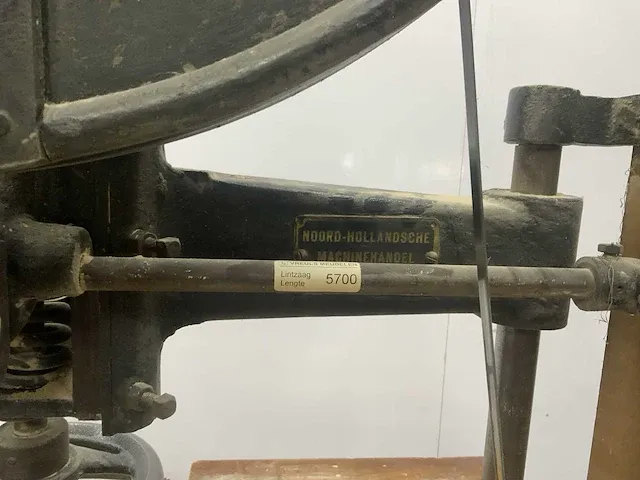 NOORD-HOLLANDSCHE
MACHINEHANDEL
Lintzaag
Lengte 5700